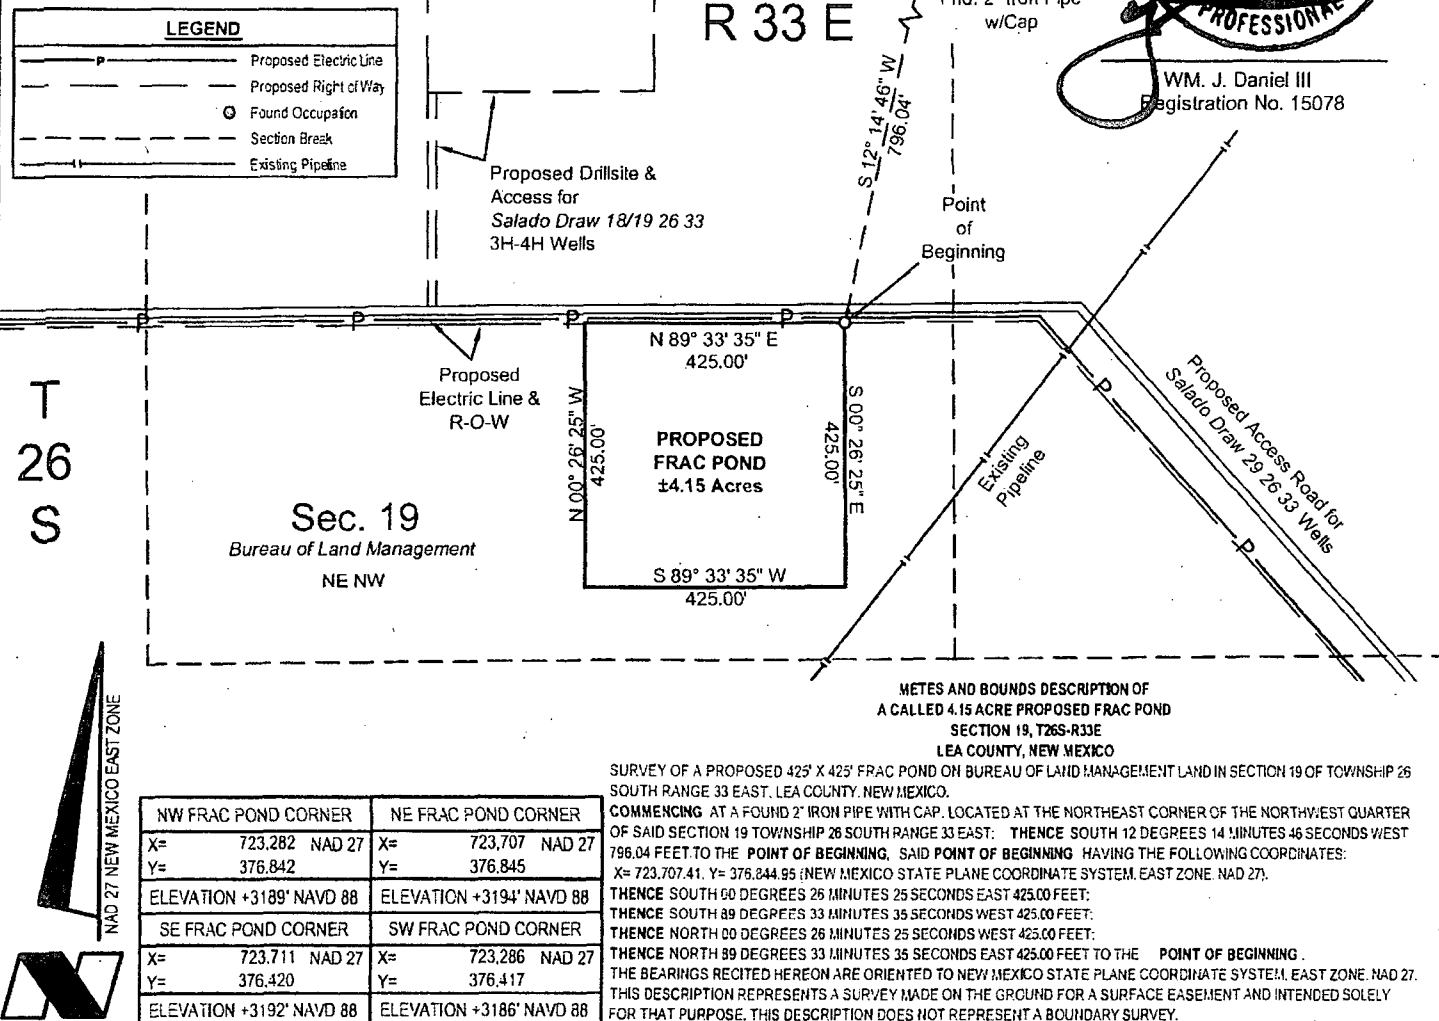 LEGEND
P
Proposed Electric Line
Proposed Right of Way
Found Occupation
Section Break
Existing Pipeline
R 33 E
2" Iron Pipe
w/Cap
PROFESSIONAL
WM. J. Daniel III
Registration No. 15078
S 12° 14' 46" W
796.04'
Proposed Drillsite &
Access for
Salado Draw 18/19 26 33
3H-4H Wells
Point
of
Beginning
P
P
P
P
P
P
N 89° 33' 35" E
425.00'
Proposed
Electric Line &
R-O-W
N 00° 26' 25" W
425.00'
PROPOSED
FRAC POND
±4.15 Acres
S 00° 26' 25" E
425.00'
S 89° 33' 35" W
425.00'
Existing
Pipeline
Proposed Access Road for
Salado Draw 29 26 33 Wells
T
26
S
Sec. 19
Bureau of Land Management
NE NW
NAD 27 NEW MEXICO EAST ZONE
N
NW FRAC POND CORNER
X= 723,282 NAD 27
Y= 376,842
ELEVATION +3189' NAVD 88
NE FRAC POND CORNER
X= 723,707 NAD 27
Y= 376,845
ELEVATION +3194' NAVD 88
SE FRAC POND CORNER
X= 723,711 NAD 27
Y= 376,420
ELEVATION +3192' NAVD 88
SW FRAC POND CORNER
X= 723,286 NAD 27
Y= 376,417
ELEVATION +3186' NAVD 88
METES AND BOUNDS DESCRIPTION OF
A CALLED 4.15 ACRE PROPOSED FRAC POND
SECTION 19, T26S-R33E
LEA COUNTY, NEW MEXICO
SURVEY OF A PROPOSED 425' X 425' FRAC POND ON BUREAU OF LAND MANAGEMENT LAND IN SECTION 19 OF TOWNSHIP 26
SOUTH RANGE 33 EAST, LEA COUNTY, NEW MEXICO.
COMMENCING AT A FOUND 2" IRON PIPE WITH CAP, LOCATED AT THE NORTHEAST CORNER OF THE NORTHWEST QUARTER
OF SAID SECTION 19 TOWNSHIP 26 SOUTH RANGE 33 EAST; THENCE SOUTH 12 DEGREES 14 MINUTES 46 SECONDS WEST
796.04 FEET TO THE POINT OF BEGINNING, SAID POINT OF BEGINNING HAVING THE FOLLOWING COORDINATES:
X= 723,707.41, Y= 376,844.95 (NEW MEXICO STATE PLANE COORDINATE SYSTEM, EAST ZONE, NAD 27).
THENCE SOUTH 00 DEGREES 26 MINUTES 25 SECONDS EAST 425.00 FEET;
THENCE SOUTH 89 DEGREES 33 MINUTES 35 SECONDS WEST 425.00 FEET;
THENCE NORTH 00 DEGREES 26 MINUTES 25 SECONDS WEST 425.00 FEET;
THENCE NORTH 89 DEGREES 33 MINUTES 35 SECONDS EAST 425.00 FEET TO THE POINT OF BEGINNING.
THE BEARINGS RECITED HEREON ARE ORIENTED TO NEW MEXICO STATE PLANE COORDINATE SYSTEM, EAST ZONE, NAD 27.
THIS DESCRIPTION REPRESENTS A SURVEY MADE ON THE GROUND FOR A SURFACE EASEMENT AND INTENDED SOLELY
FOR THAT PURPOSE, THIS DESCRIPTION DOES NOT REPRESENT A BOUNDARY SURVEY.